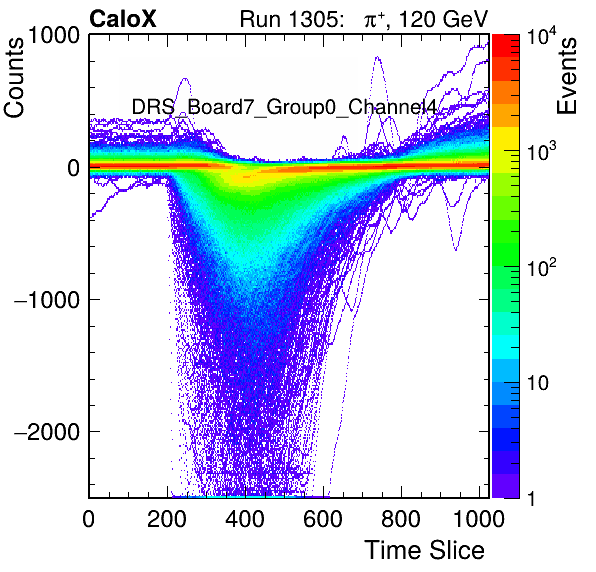 CaloX Run 1305: π⁺, 120 GeV
DRS_Board7_Group0_Channel4
Counts
1000
0
−1000
−2000
0 200 400 600 800 1000
Time Slice
Events
10⁴
10³
10²
10
1